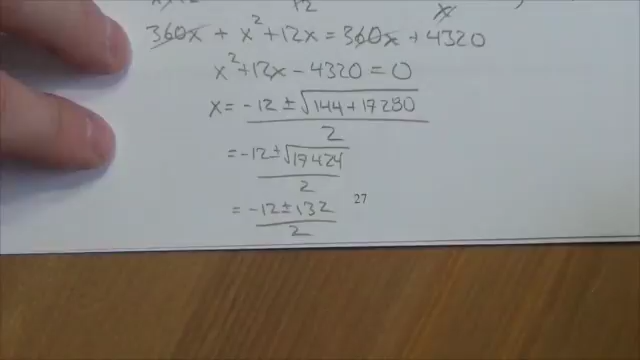 360x + x² + 12x = 360x + 4320
x² + 12x - 4320 = 0
x = -12 ± √144 + 17280
2
= -12 ± √17424
2
= -12 ± 132
2
27